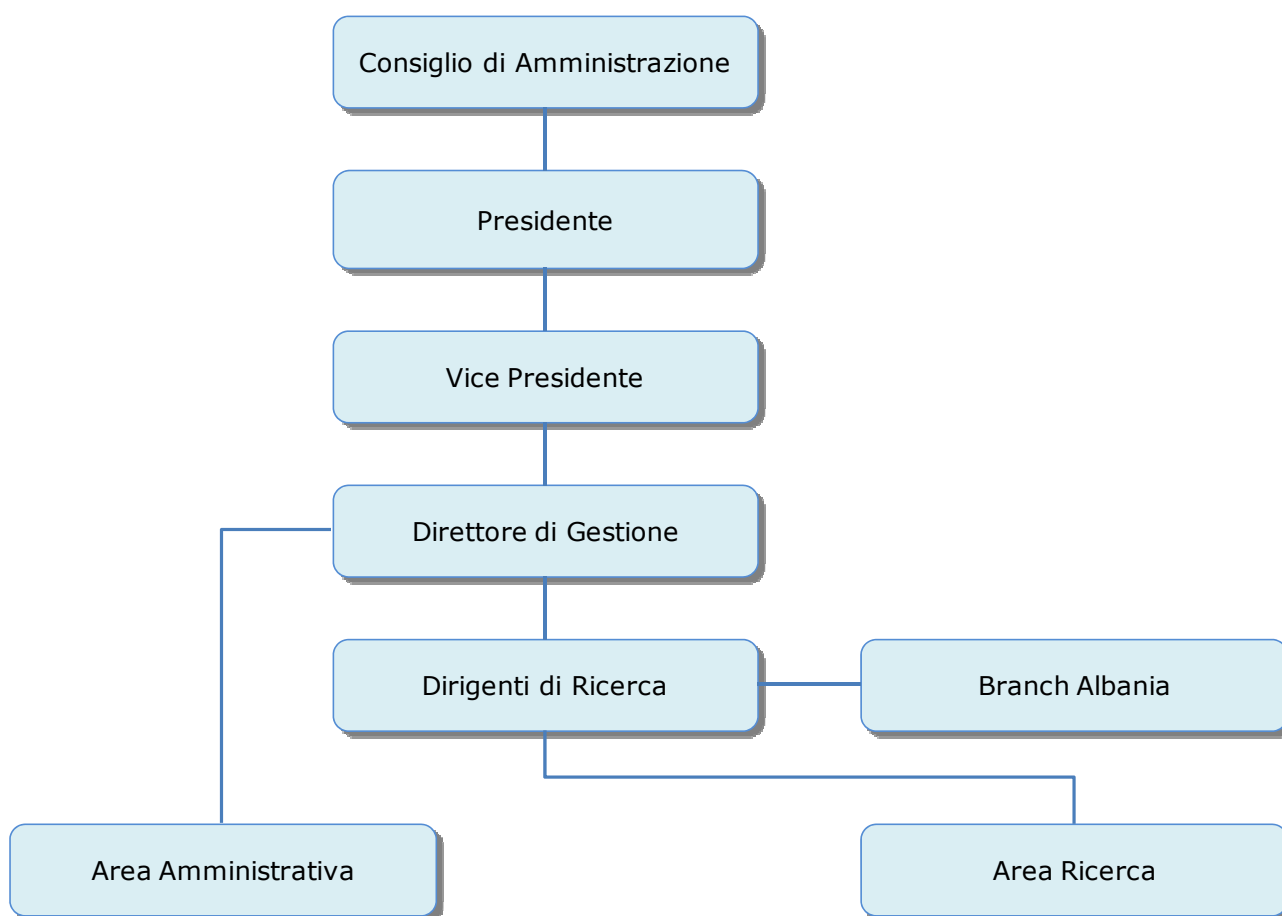 Consiglio di Amministrazione
Presidente
Vice Presidente
Direttore di Gestione
Dirigenti di Ricerca
Branch Albania
Area Amministrativa
Area Ricerca